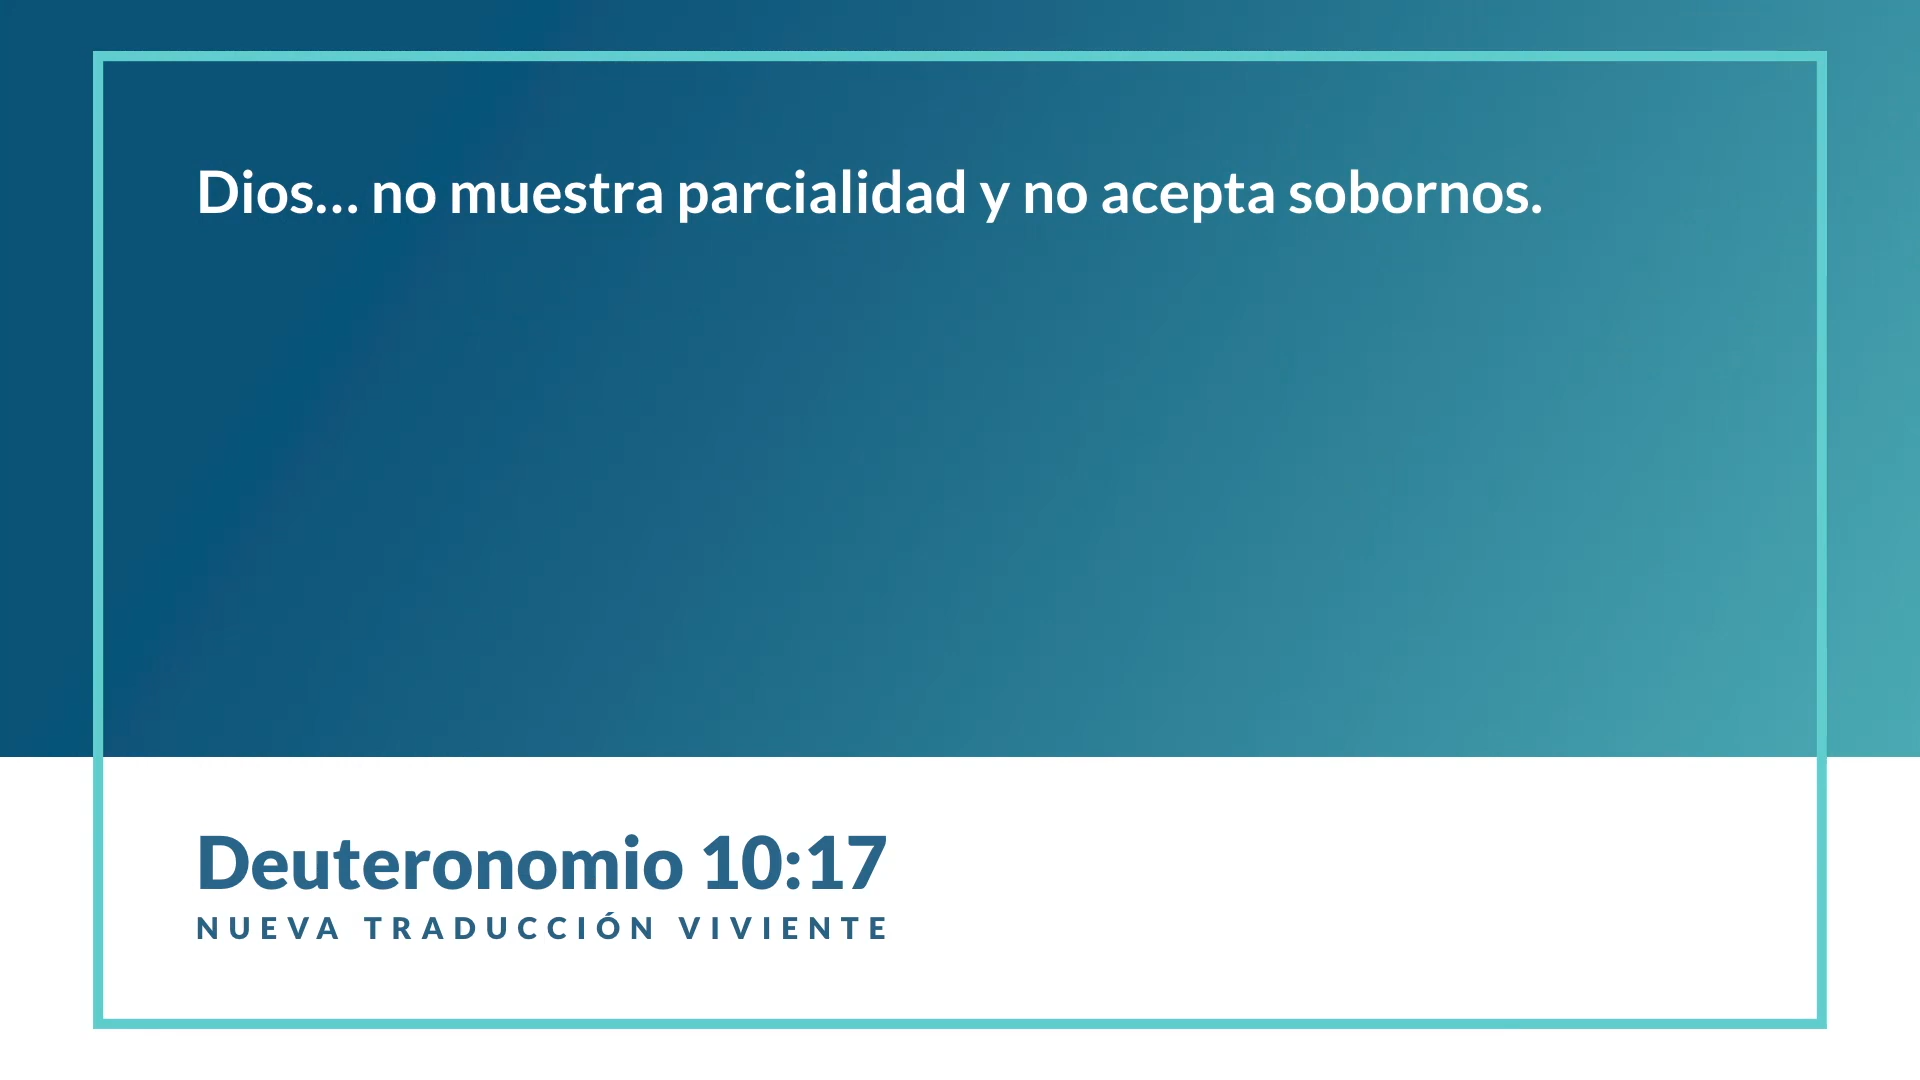 Dios… no muestra parcialidad y no acepta sobornos.
Deuteronomio 10:17
NUEVA TRADUCCIÓN VIVIENTE